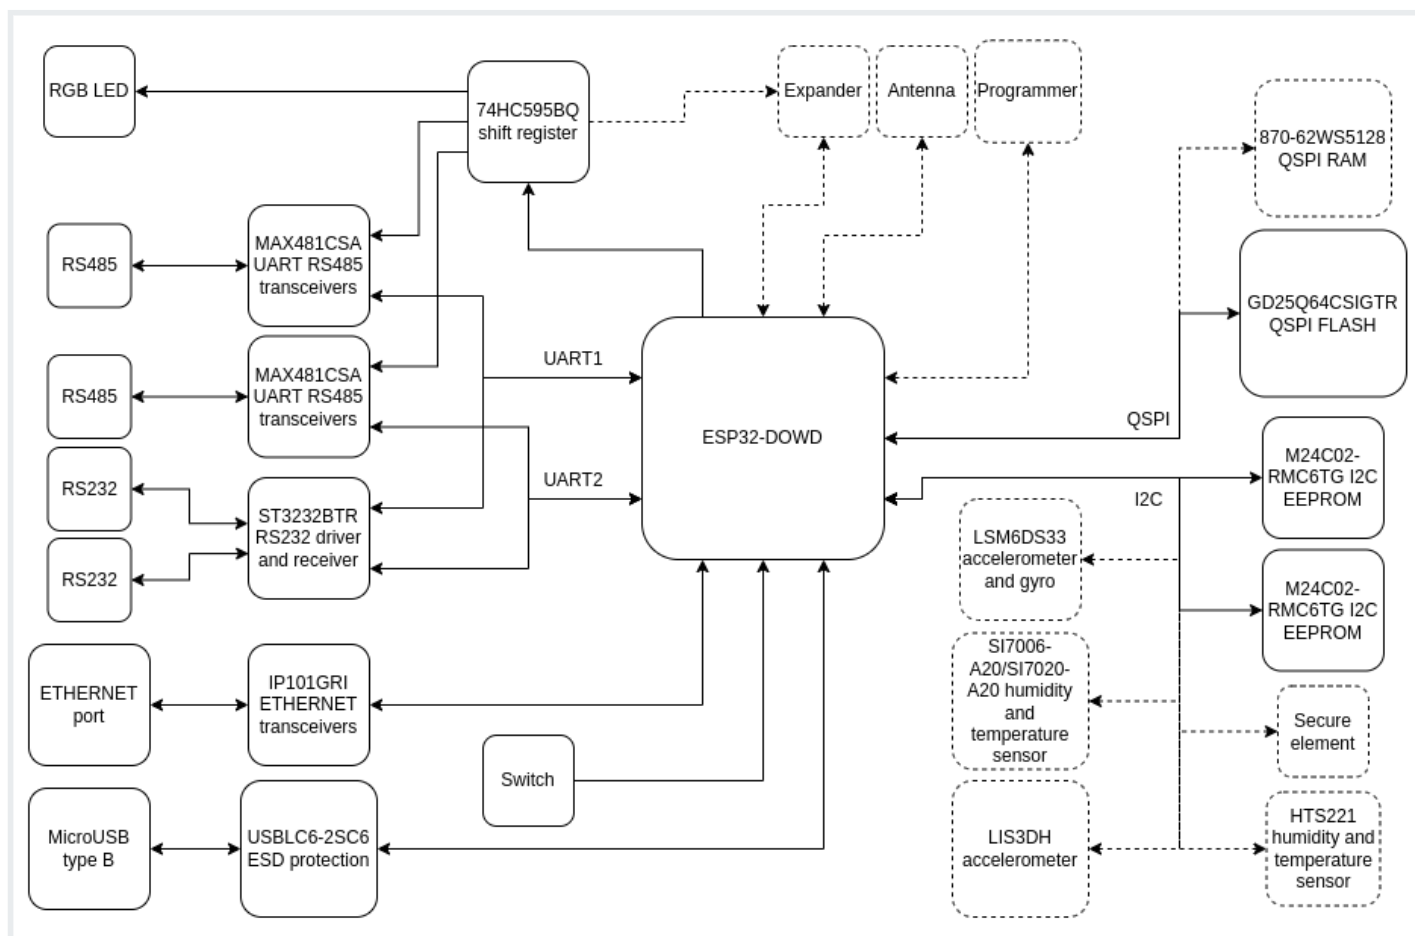 RGB LED
74HC595BQ
shift register
Expander
Antenna
Programmer
870-62WS5128
QSPI RAM
RS485
MAX481CSA
UART RS485
transceivers
GD25Q64CSIGTR
QSPI FLASH
RS485
MAX481CSA
UART RS485
transceivers
UART1
ESP32-DOWD
QSPI
M24C02-
RMC6TG I2C
EEPROM
RS232
UART2
I2C
ST3232BTR
RS232 driver
and receiver
RS232
LSM6DS33
accelerometer
and gyro
M24C02-
RMC6TG I2C
EEPROM
ETHERNET
port
IP101GRI
ETHERNET
transceivers
SI7006-
A20/SI7020-
A20 humidity
and
temperature
sensor
Secure
element
Switch
MicroUSB
type B
USBLC6-2SC6
ESD protection
LIS3DH
accelerometer
HTS221
humidity and
temperature
sensor